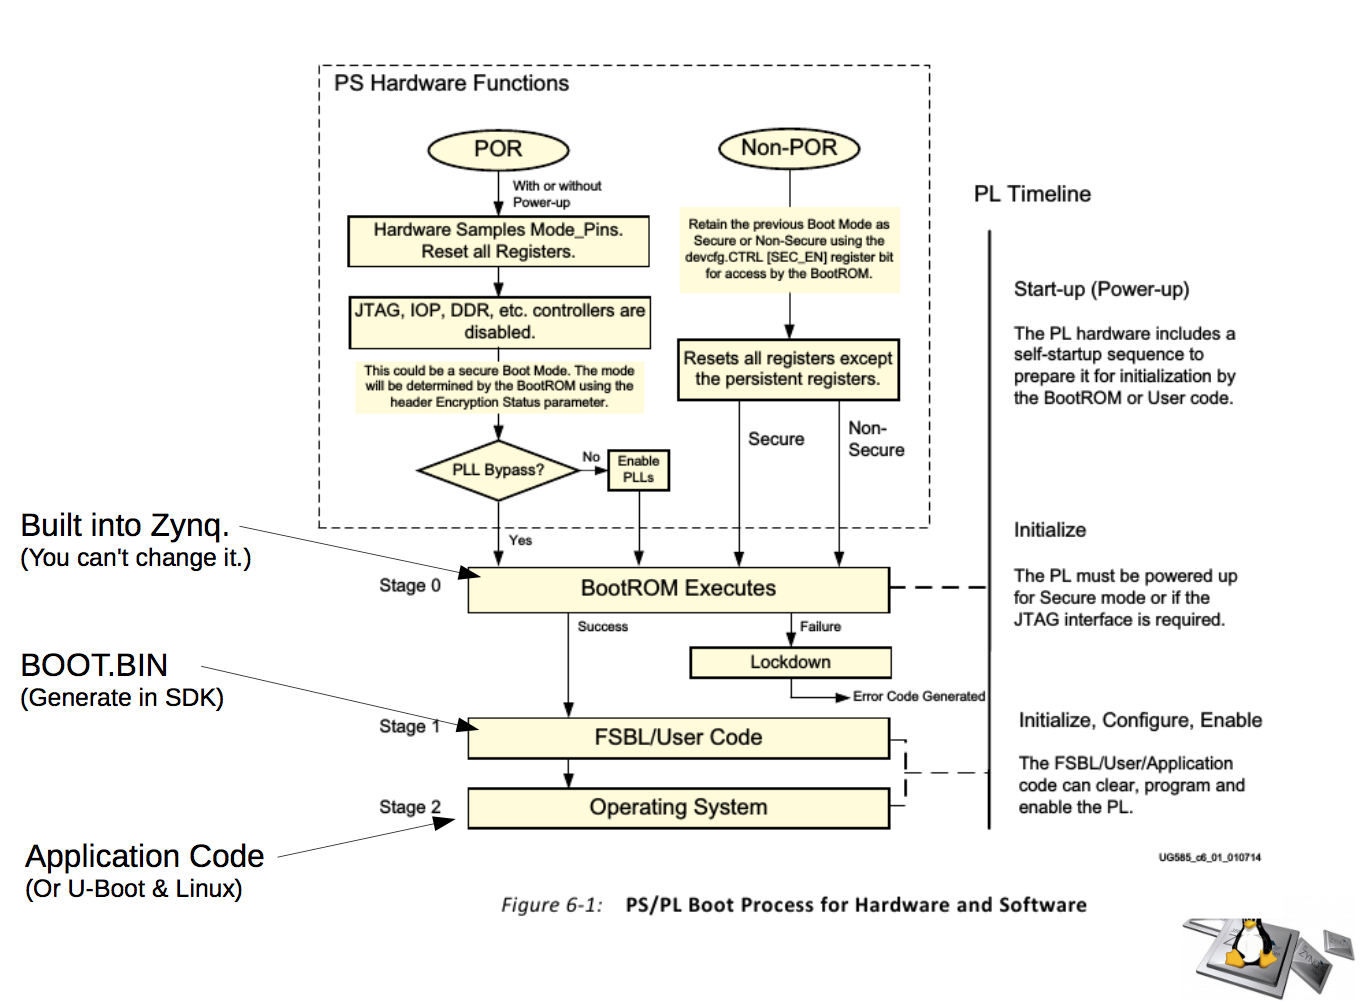 PS Hardware Functions
POR
With or without
Power-up
Hardware Samples Mode_Pins.
Reset all Registers.
JTAG, IOP, DDR, etc. controllers are
disabled.
This could be a secure Boot Mode. The mode
will be determined by the BootROM using the
header Encryption Status parameter.
PLL Bypass?
No
Enable
PLLs
Yes
Non-POR
Retain the previous Boot Mode as
Secure or Non-Secure using the
devcfg.CTRL [SEC_EN] register bit
for access by the BootROM.
Resets all registers except
the persistent registers.
Secure
Non-
Secure
Built into Zynq.
(You can't change it.)
Stage 0
BootROM Executes
Success
Failure
Lockdown
Error Code Generated
BOOT.BIN
(Generate in SDK)
Stage 1
FSBL/User Code
Stage 2
Operating System
Application Code
(Or U-Boot & Linux)
PL Timeline
Start-up (Power-up)
The PL hardware includes a
self-startup sequence to
prepare it for initialization by
the BootROM or User code.
Initialize
The PL must be powered up
for Secure mode or if the
JTAG interface is required.
Initialize, Configure, Enable
The FSBL/User/Application
code can clear, program and
enable the PL.
UG585_c6_01_010714
Figure 6-1: PS/PL Boot Process for Hardware and Software